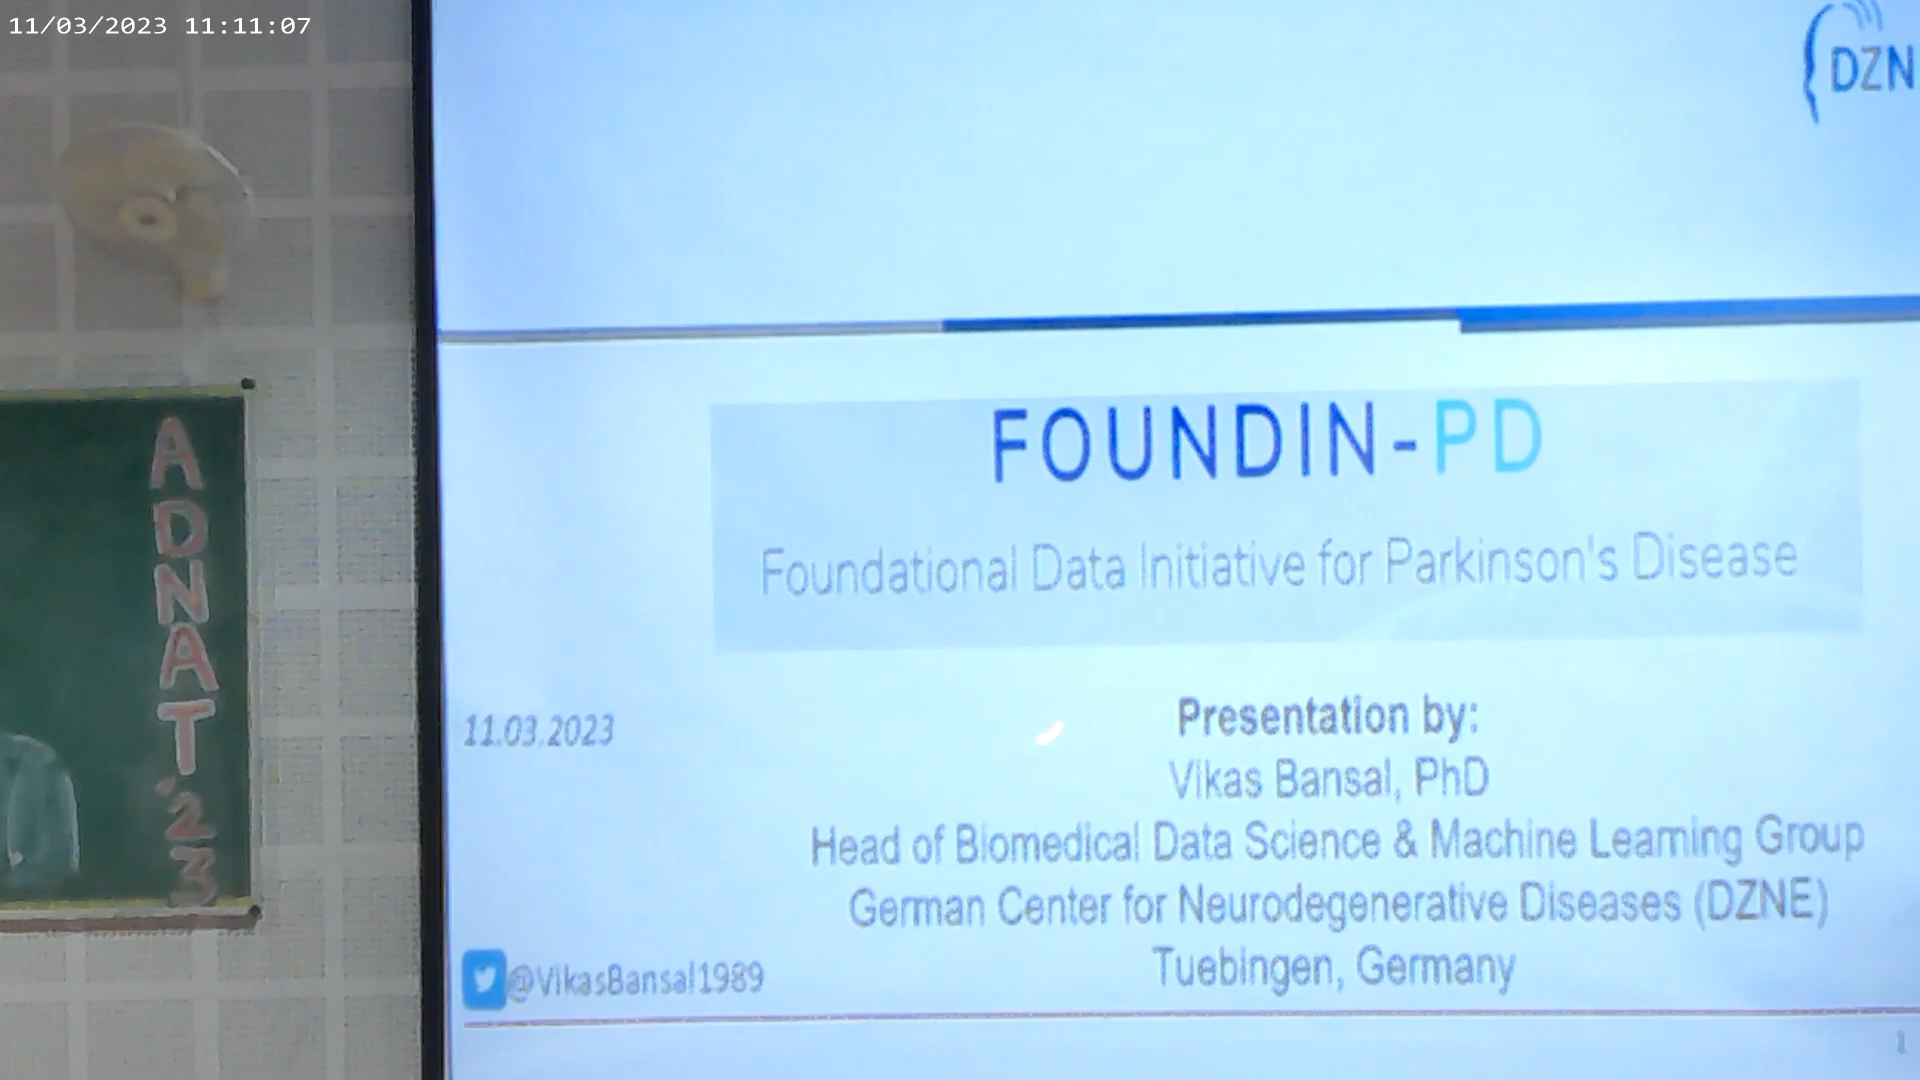 11/03/2023 11:11:07
DZN
FOUNDIN-PD
Foundational Data Initiative for Parkinson's Disease
11.03.2023
Presentation by:
Vikas Bansal, PhD
Head of Biomedical Data Science & Machine Learning Group
German Center for Neurodegenerative Diseases (DZNE)
Tuebingen, Germany
@VikasBansal1989
1
ADNAT'23